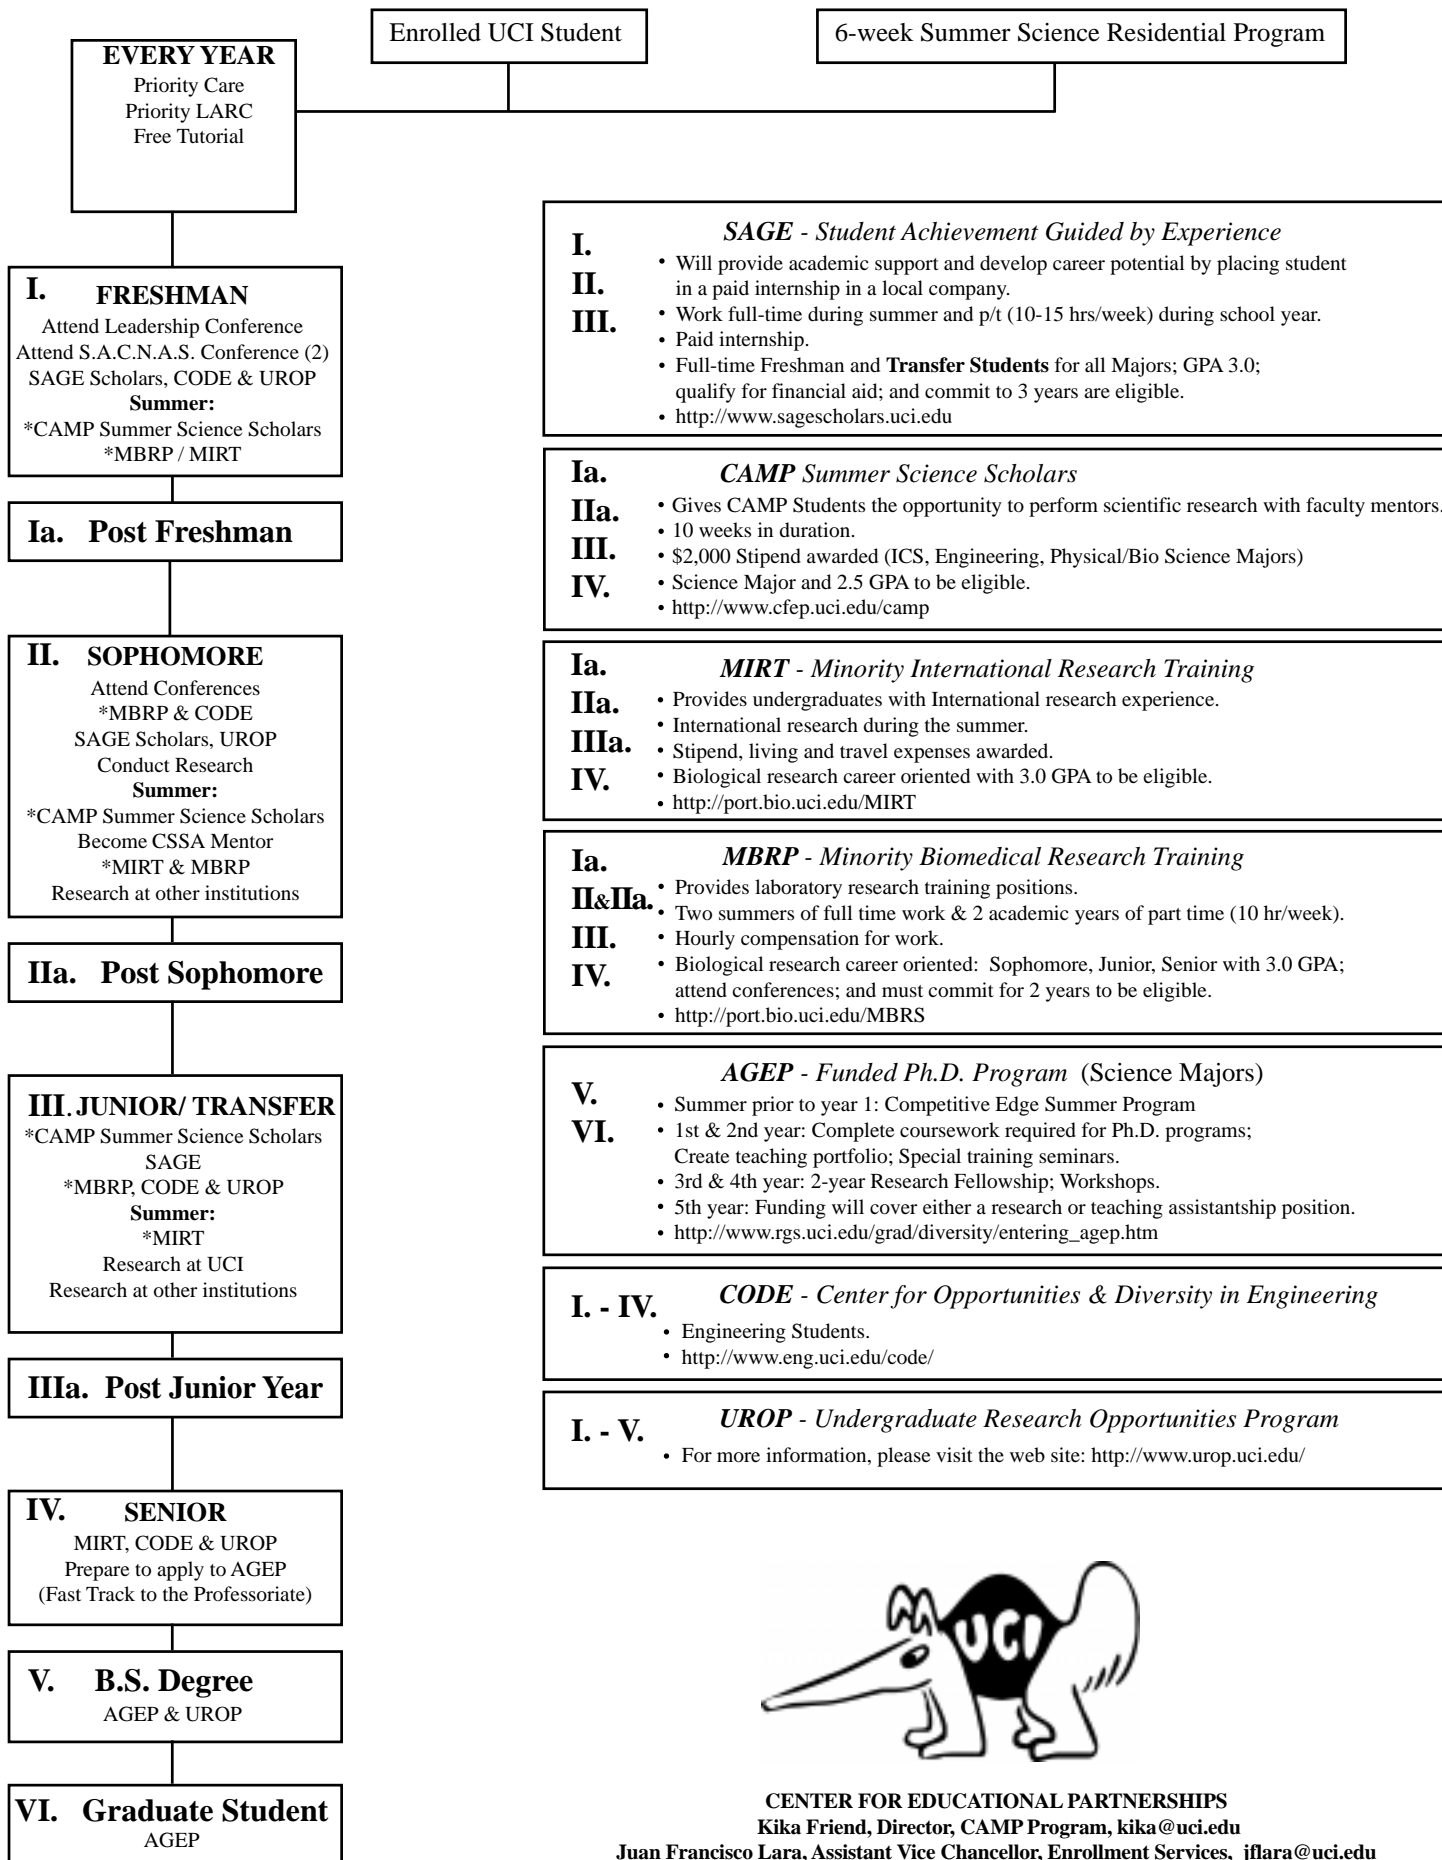 Enrolled UCI Student
6-week Summer Science Residential Program
EVERY YEAR
Priority Care
Priority LARC
Free Tutorial
I. FRESHMAN
Attend Leadership Conference
Attend S.A.C.N.A.S. Conference (2)
SAGE Scholars, CODE & UROP
Summer:
*CAMP Summer Science Scholars
*MBRP / MIRT
Ia. Post Freshman
II. SOPHOMORE
Attend Conferences
*MBRP & CODE
SAGE Scholars, UROP
Conduct Research
Summer:
*CAMP Summer Science Scholars
Become CSSA Mentor
*MIRT & MBRP
Research at other institutions
IIa. Post Sophomore
III. JUNIOR/ TRANSFER
*CAMP Summer Science Scholars
SAGE
*MBRP, CODE & UROP
Summer:
*MIRT
Research at UCI
Research at other institutions
IIIa. Post Junior Year
IV. SENIOR
MIRT, CODE & UROP
Prepare to apply to AGEP
(Fast Track to the Professoriate)
V. B.S. Degree
AGEP & UROP
VI. Graduate Student
AGEP
I.
II.
III.
SAGE - Student Achievement Guided by Experience
• Will provide academic support and develop career potential by placing student
in a paid internship in a local company.
• Work full-time during summer and p/t (10-15 hrs/week) during school year.
• Paid internship.
• Full-time Freshman and Transfer Students for all Majors; GPA 3.0;
qualify for financial aid; and commit to 3 years are eligible.
• http://www.sagescholars.uci.edu
Ia.
IIa.
III.
IV.
CAMP Summer Science Scholars
• Gives CAMP Students the opportunity to perform scientific research with faculty mentors.
• 10 weeks in duration.
• $2,000 Stipend awarded (ICS, Engineering, Physical/Bio Science Majors)
• Science Major and 2.5 GPA to be eligible.
• http://www.cfep.uci.edu/camp
Ia.
IIa.
IIIa.
IV.
MIRT - Minority International Research Training
• Provides undergraduates with International research experience.
• International research during the summer.
• Stipend, living and travel expenses awarded.
• Biological research career oriented with 3.0 GPA to be eligible.
• http://port.bio.uci.edu/MIRT
Ia.
II&IIa.
III.
IV.
MBRP - Minority Biomedical Research Training
• Provides laboratory research training positions.
• Two summers of full time work & 2 academic years of part time (10 hr/week).
• Hourly compensation for work.
• Biological research career oriented: Sophomore, Junior, Senior with 3.0 GPA;
attend conferences; and must commit for 2 years to be eligible.
• http://port.bio.uci.edu/MBRS
V.
VI.
AGEP - Funded Ph.D. Program (Science Majors)
• Summer prior to year 1: Competitive Edge Summer Program
• 1st & 2nd year: Complete coursework required for Ph.D. programs;
Create teaching portfolio; Special training seminars.
• 3rd & 4th year: 2-year Research Fellowship; Workshops.
• 5th year: Funding will cover either a research or teaching assistantship position.
• http://www.rgs.uci.edu/grad/diversity/entering_agep.htm
I. - IV.
CODE - Center for Opportunities & Diversity in Engineering
• Engineering Students.
• http://www.eng.uci.edu/code/
I. - V.
UROP - Undergraduate Research Opportunities Program
• For more information, please visit the web site: http://www.urop.uci.edu/
UCI
CENTER FOR EDUCATIONAL PARTNERSHIPS
Kika Friend, Director, CAMP Program, kika@uci.edu
Juan Francisco Lara, Assistant Vice Chancellor, Enrollment Services, jflara@uci.edu